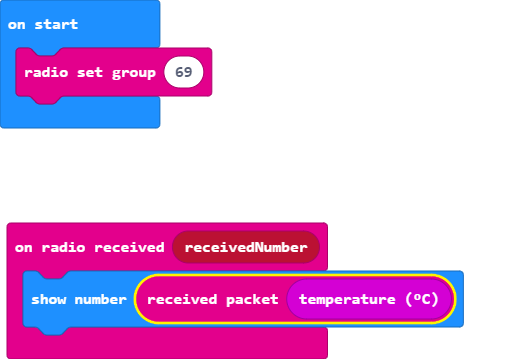 on start
radio set group 69
on radio received receivedNumber
show number received packet temperature (ºC)